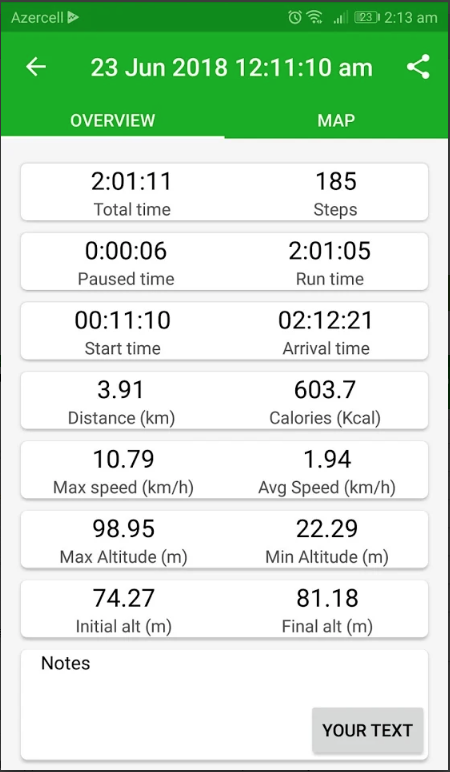 Azercell 23 2:13 am
23 Jun 2018 12:11:10 am
OVERVIEW MAP
2:01:11 185
Total time Steps
0:00:06 2:01:05
Paused time Run time
00:11:10 02:12:21
Start time Arrival time
3.91 603.7
Distance (km) Calories (Kcal)
10.79 1.94
Max speed (km/h) Avg Speed (km/h)
98.95 22.29
Max Altitude (m) Min Altitude (m)
74.27 81.18
Initial alt (m) Final alt (m)
Notes
YOUR TEXT